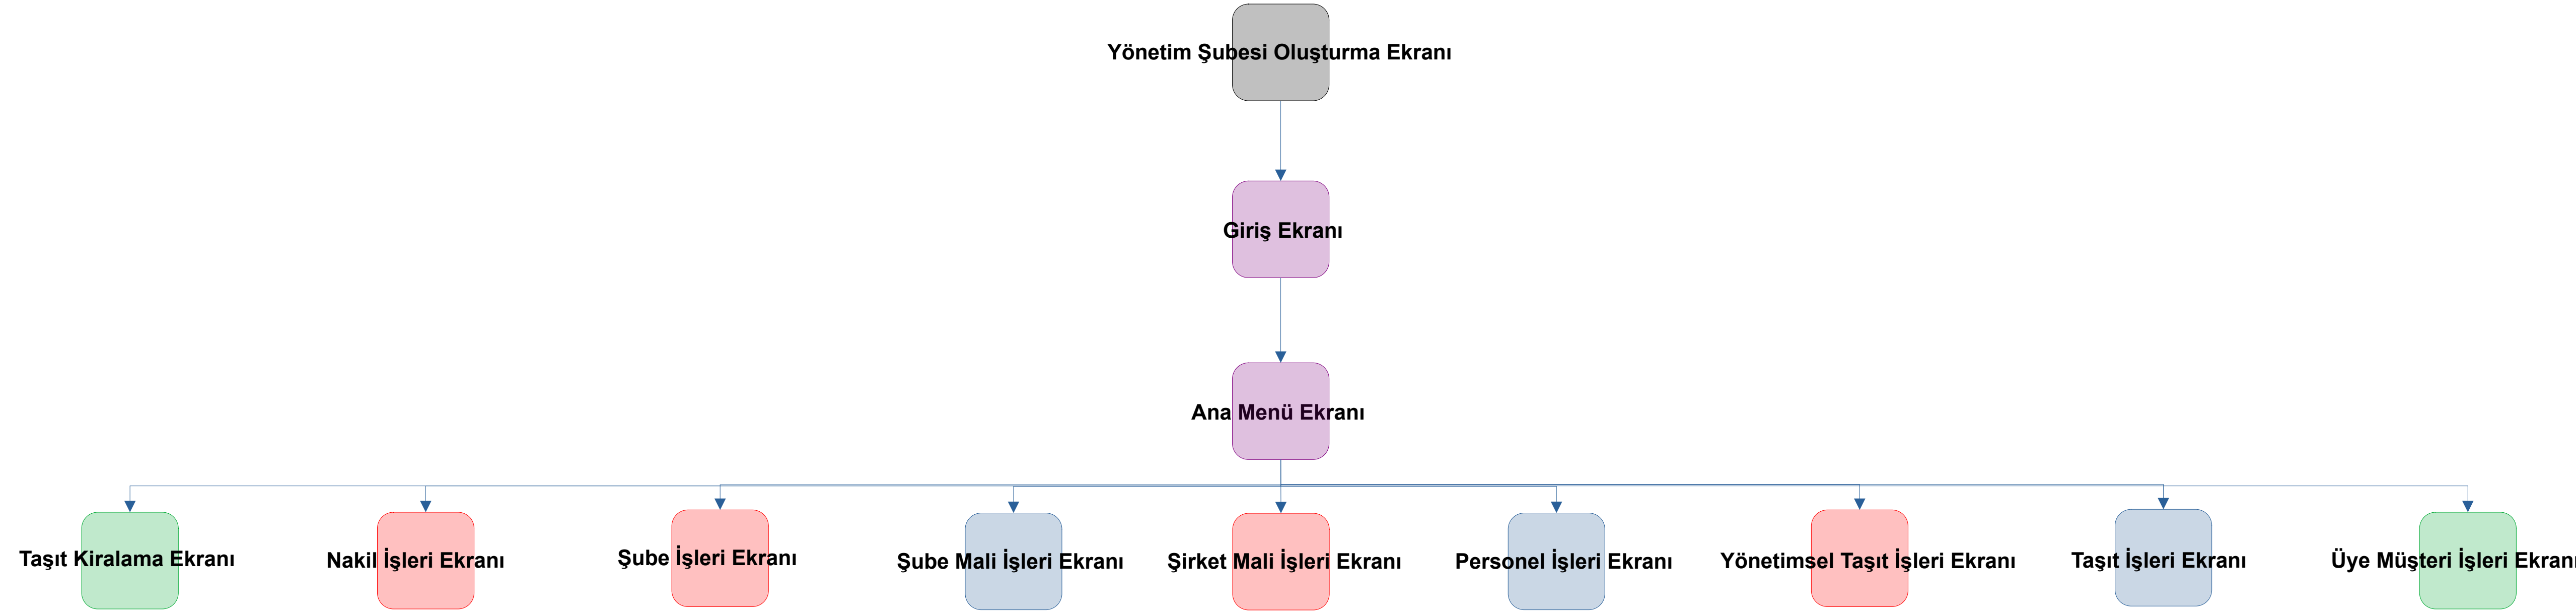 Yönetim Şubesi Oluşturma Ekranı
Giriş Ekranı
Ana Menü Ekranı
Taşıt Kiralama Ekranı
Nakil İşleri Ekranı
Şube İşleri Ekranı
Şube Mali İşleri Ekranı
Şirket Mali İşleri Ekranı
Personel İşleri Ekranı
Yönetimsel Taşıt İşleri Ekranı
Taşıt İşleri Ekranı
Üye Müşteri İşleri Ekranı